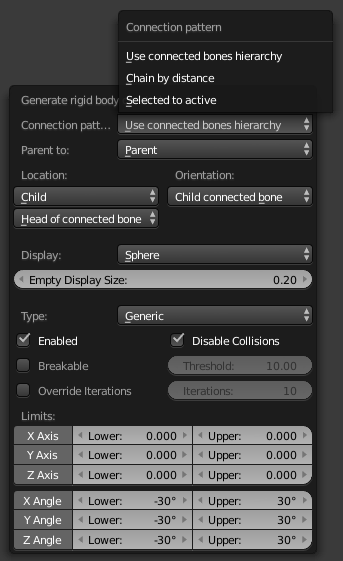 Connection pattern
Use connected bones hierarchy
Chain by distance
Selected to active
Generate rigid body
Connection patt... Use connected bones hierarchy
Parent to: Parent
Location: Orientation:
Child Child connected bone
Head of connected bone
Display: Sphere
Empty Display Size: 0.20
Type: Generic
Enabled Disable Collisions
Breakable Threshold: 10.00
Override Iterations Iterations: 10
Limits:
X Axis Lower: 0.000 Upper: 0.000
Y Axis Lower: 0.000 Upper: 0.000
Z Axis Lower: 0.000 Upper: 0.000
X Angle Lower: -30° Upper: 30°
Y Angle Lower: -30° Upper: 30°
Z Angle Lower: -30° Upper: 30°